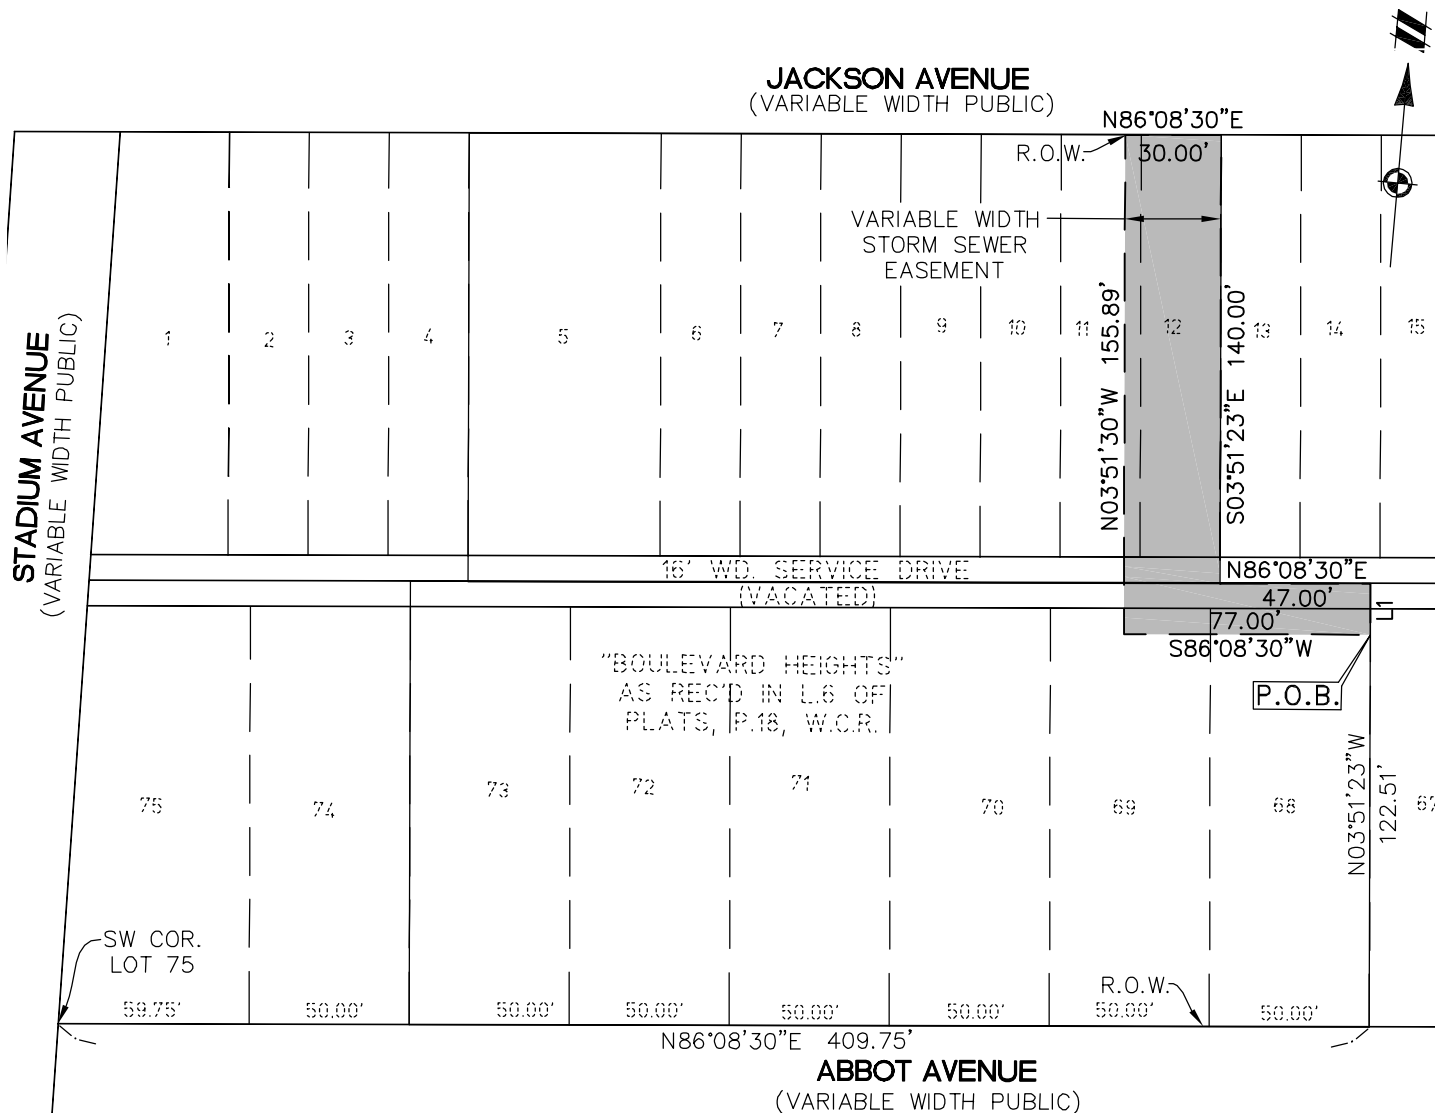 JACKSON AVENUE
(VARIABLE WIDTH PUBLIC)
N86°08'30"E
R.O.W.
30.00'
VARIABLE WIDTH
STORM SEWER
EASEMENT
N03°51'30"W 155.89'
S03°51'23"E 140.00'
STADIUM AVENUE
(VARIABLE WIDTH PUBLIC)
1
2
3
4
5
6
7
8
9
10
11
12
13
14
15
16' WD. SERVICE DRIVE
(VACATED)
N86°08'30"E
47.00'
L1
77.00'
S86°08'30"W
P.O.B.
"BOULEVARD HEIGHTS"
AS REC'D IN L.6 OF
PLATS, P.18, W.C.R.
N03°51'23"W
122.51'
75
74
73
72
71
70
69
68
67
SW COR.
LOT 75
R.O.W.
59.75'
50.00'
50.00'
50.00'
50.00'
50.00'
50.00'
50.00'
N86°08'30"E 409.75'
ABBOT AVENUE
(VARIABLE WIDTH PUBLIC)
N